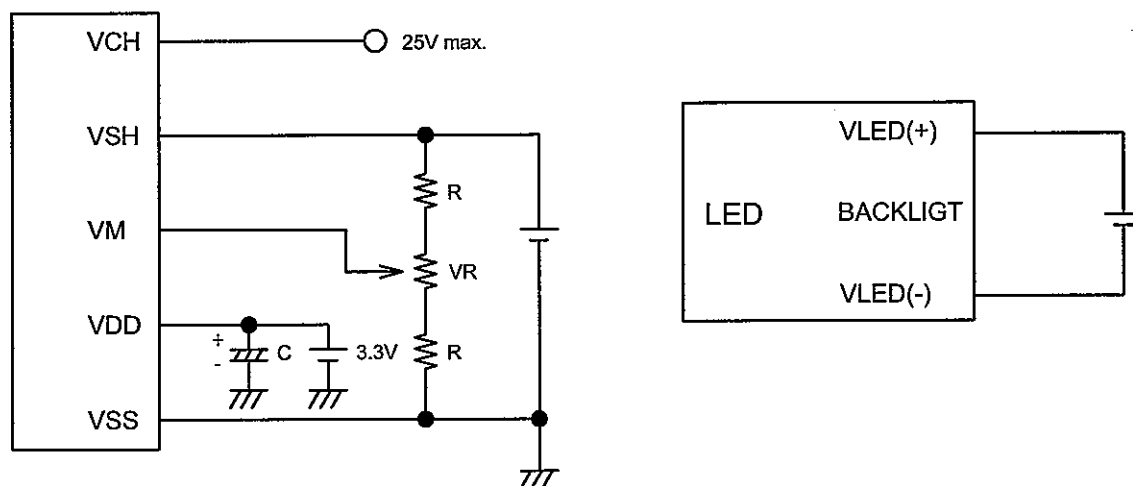 VCH
25V max.
VSH
R
VM
VR
VDD
+
-
C
3.3V
R
VSS
VLED(+)
LED
BACKLIGT
VLED(-)